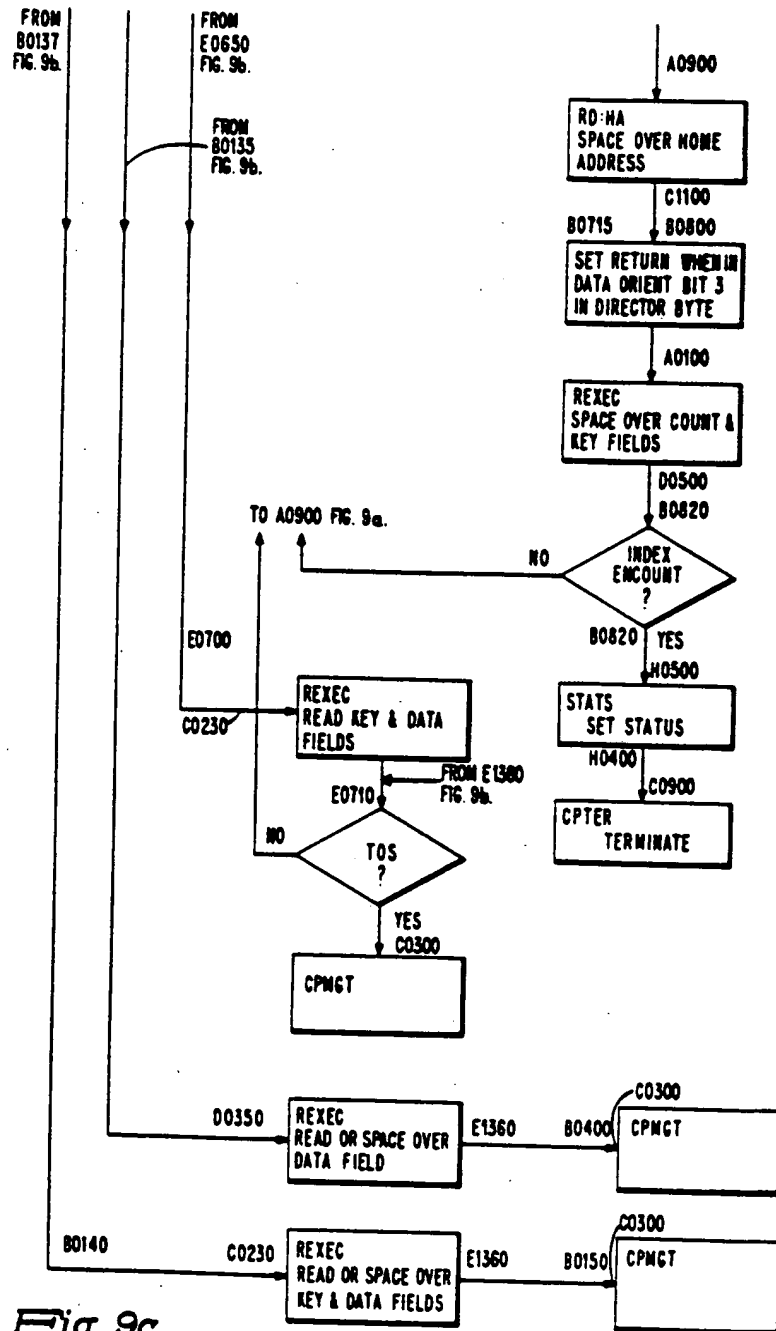 FROM
B0137
FIG. 9b.
FROM
E0650
FIG. 9b.
FROM
B0135
FIG. 9b.
A0900
RD:HA
SPACE OVER HOME
ADDRESS
C1100
B0715
B0800
SET RETURN WHEN IN
DATA ORIENT BIT 3
IN DIRECTOR BYTE
A0100
REXEC
SPACE OVER COUNT &
KEY FIELDS
D0500
B0820
TO A0900 FIG. 9a.
NO
INDEX
ENCOUNT
?
B0820
YES
H0500
STATS
SET STATUS
H0400
C0900
CPTER
TERMINATE
E0700
C0230
REXEC
READ KEY & DATA
FIELDS
FROM E1380
FIG. 9b.
E0710
NO
TOS
?
YES
C0300
CPMGT
D0350
REXEC
READ OR SPACE OVER
DATA FIELD
E1360
B0400
C0300
CPMGT
B0140
C0230
REXEC
READ OR SPACE OVER
KEY & DATA FIELDS
E1360
B0150
C0300
CPMGT
Fig. 9c